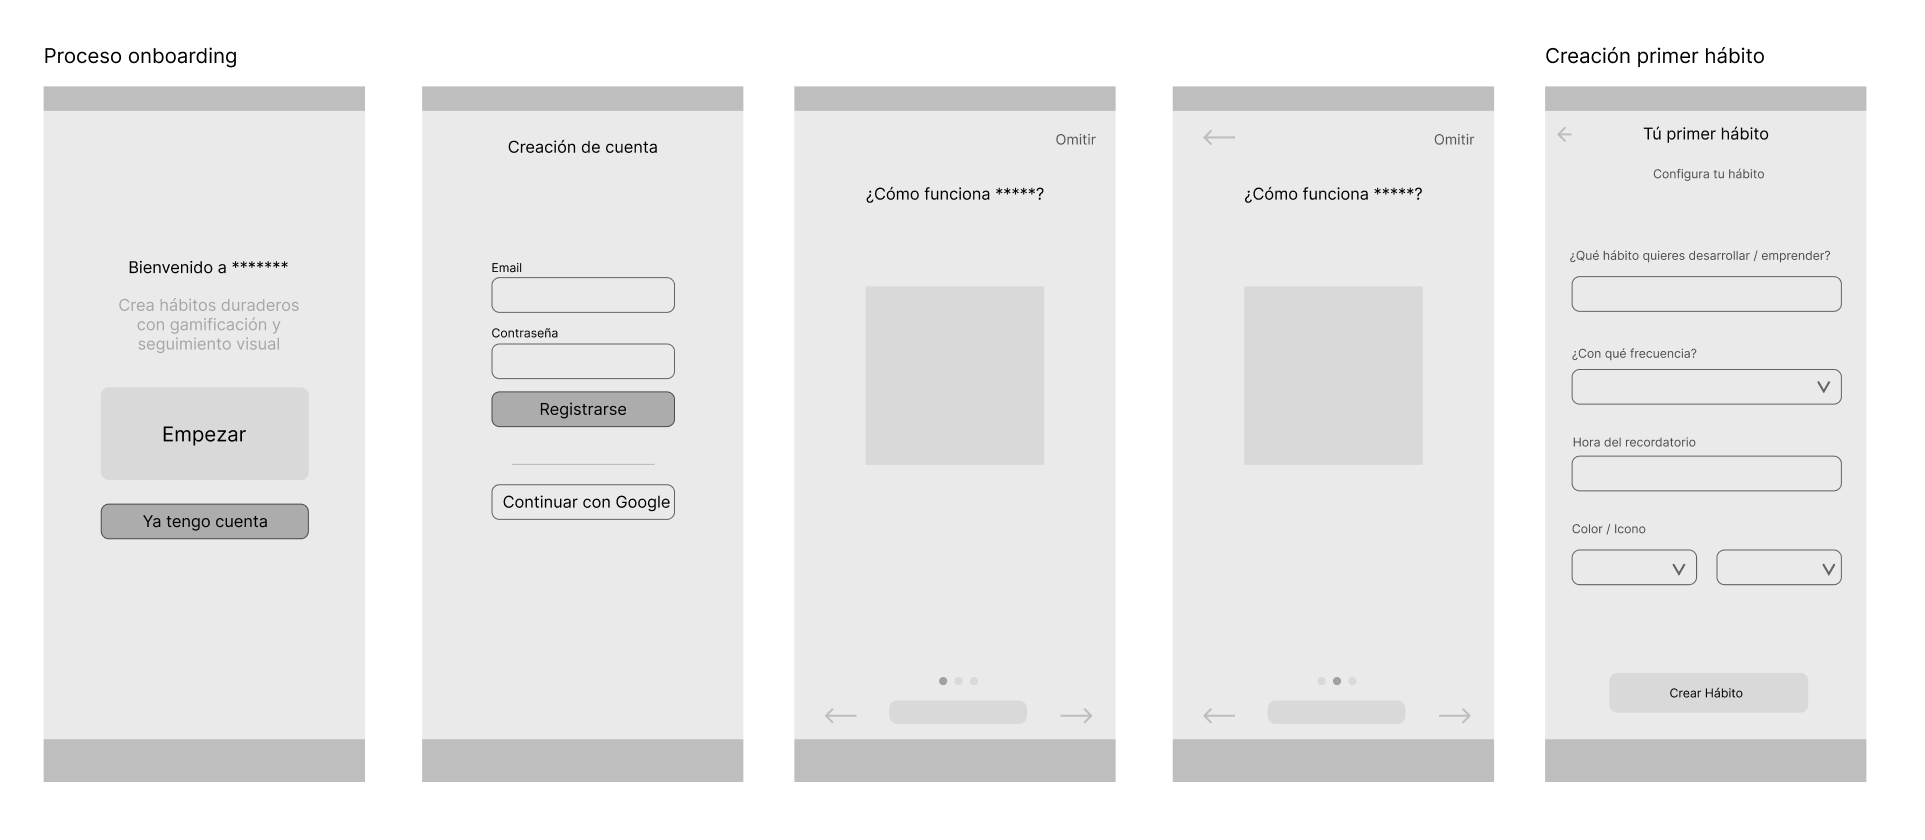 Proceso onboarding
Bienvenido a *******
Crea hábitos duraderos
con gamificación y
seguimiento visual
Empezar
Ya tengo cuenta
Creación de cuenta
Email
Contraseña
Registrarse
Continuar con Google
Omitir
¿Cómo funciona *****?
Omitir
¿Cómo funciona *****?
Creación primer hábito
Tú primer hábito
Configura tu hábito
¿Qué hábito quieres desarrollar / emprender?
¿Con qué frecuencia?
Hora del recordatorio
Color / Icono
Crear Hábito